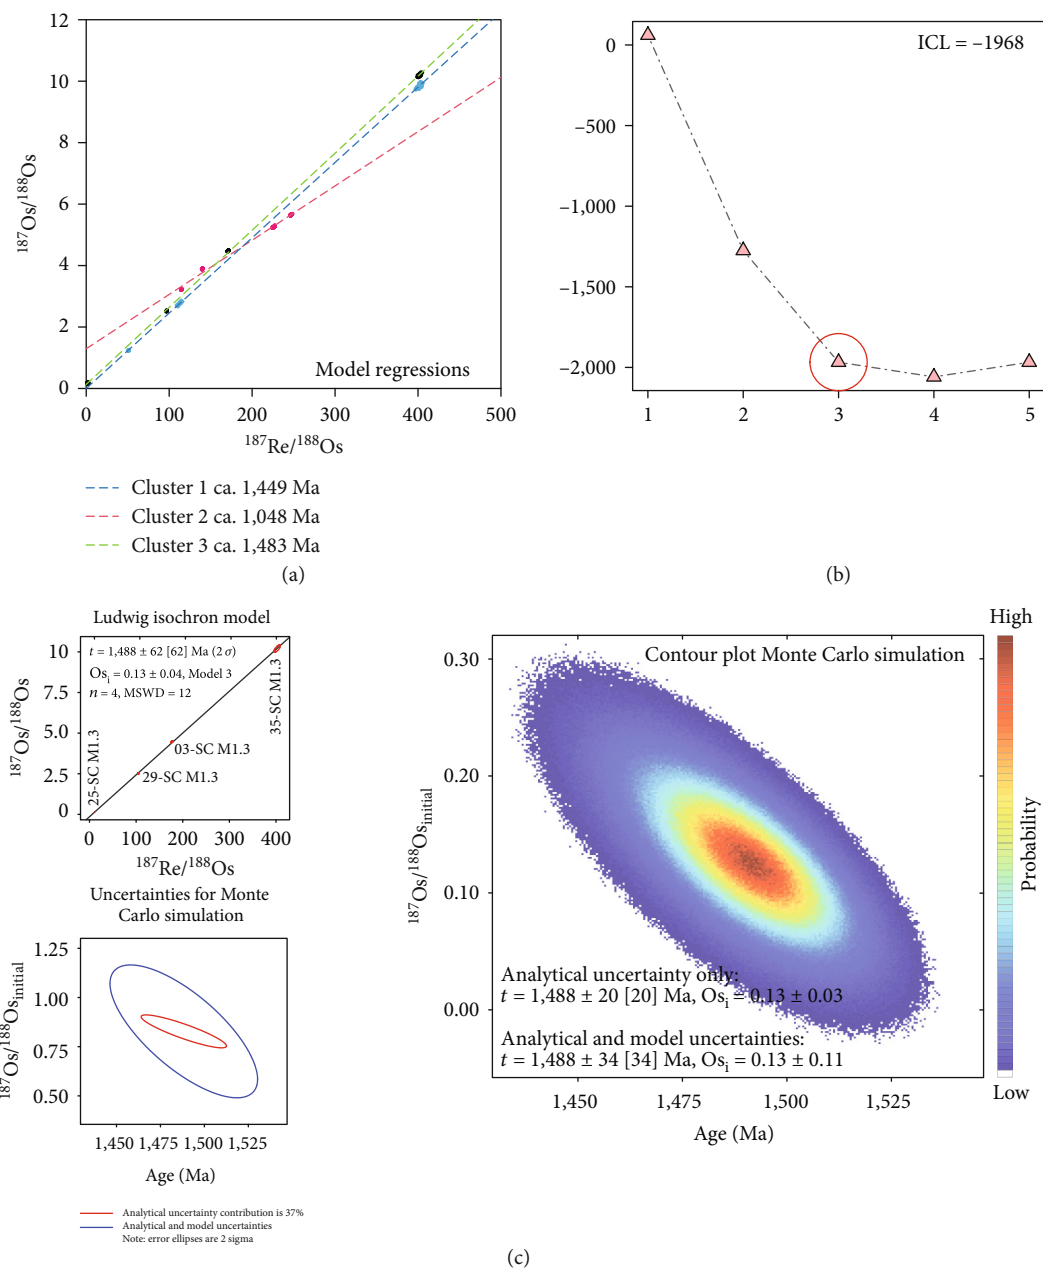 12
10
8
6
4
2
0
187Os/188Os
Model regressions
0 100 200 300 400 500
187Re/188Os
Cluster 1 ca. 1,449 Ma
Cluster 2 ca. 1,048 Ma
Cluster 3 ca. 1,483 Ma
(a)
ICL = –1968
0
–500
–1,000
–1,500
–2,000
1 2 3 4 5
(b)
Ludwig isochron model
t = 1,488 ± 62 [62] Ma (2 σ)
Osi = 0.13 ± 0.04, Model 3
n = 4, MSWD = 12
10
7.5
5.0
2.5
0
187Os/188Os
25-SC M1.3
29-SC M1.3
03-SC M1.3
35-SC M1.3
0 100 200 300 400
187Re/188Os
Uncertainties for Monte
Carlo simulation
1.25
1.00
0.75
0.50
187Os/188Osinitial
1,450 1,475 1,500 1,525
Age (Ma)
Analytical uncertainty contribution is 37%
Analytical and model uncertainties
Note: error ellipses are 2 sigma
Contour plot Monte Carlo simulation
0.30
0.20
0.10
0.00
187Os/188Osinitial
Analytical uncertainty only:
t = 1,488 ± 20 [20] Ma, Osi = 0.13 ± 0.03
Analytical and model uncertainties:
t = 1,488 ± 34 [34] Ma, Osi = 0.13 ± 0.11
1,450 1,475 1,500 1,525
Age (Ma)
High
Probability
Low
(c)